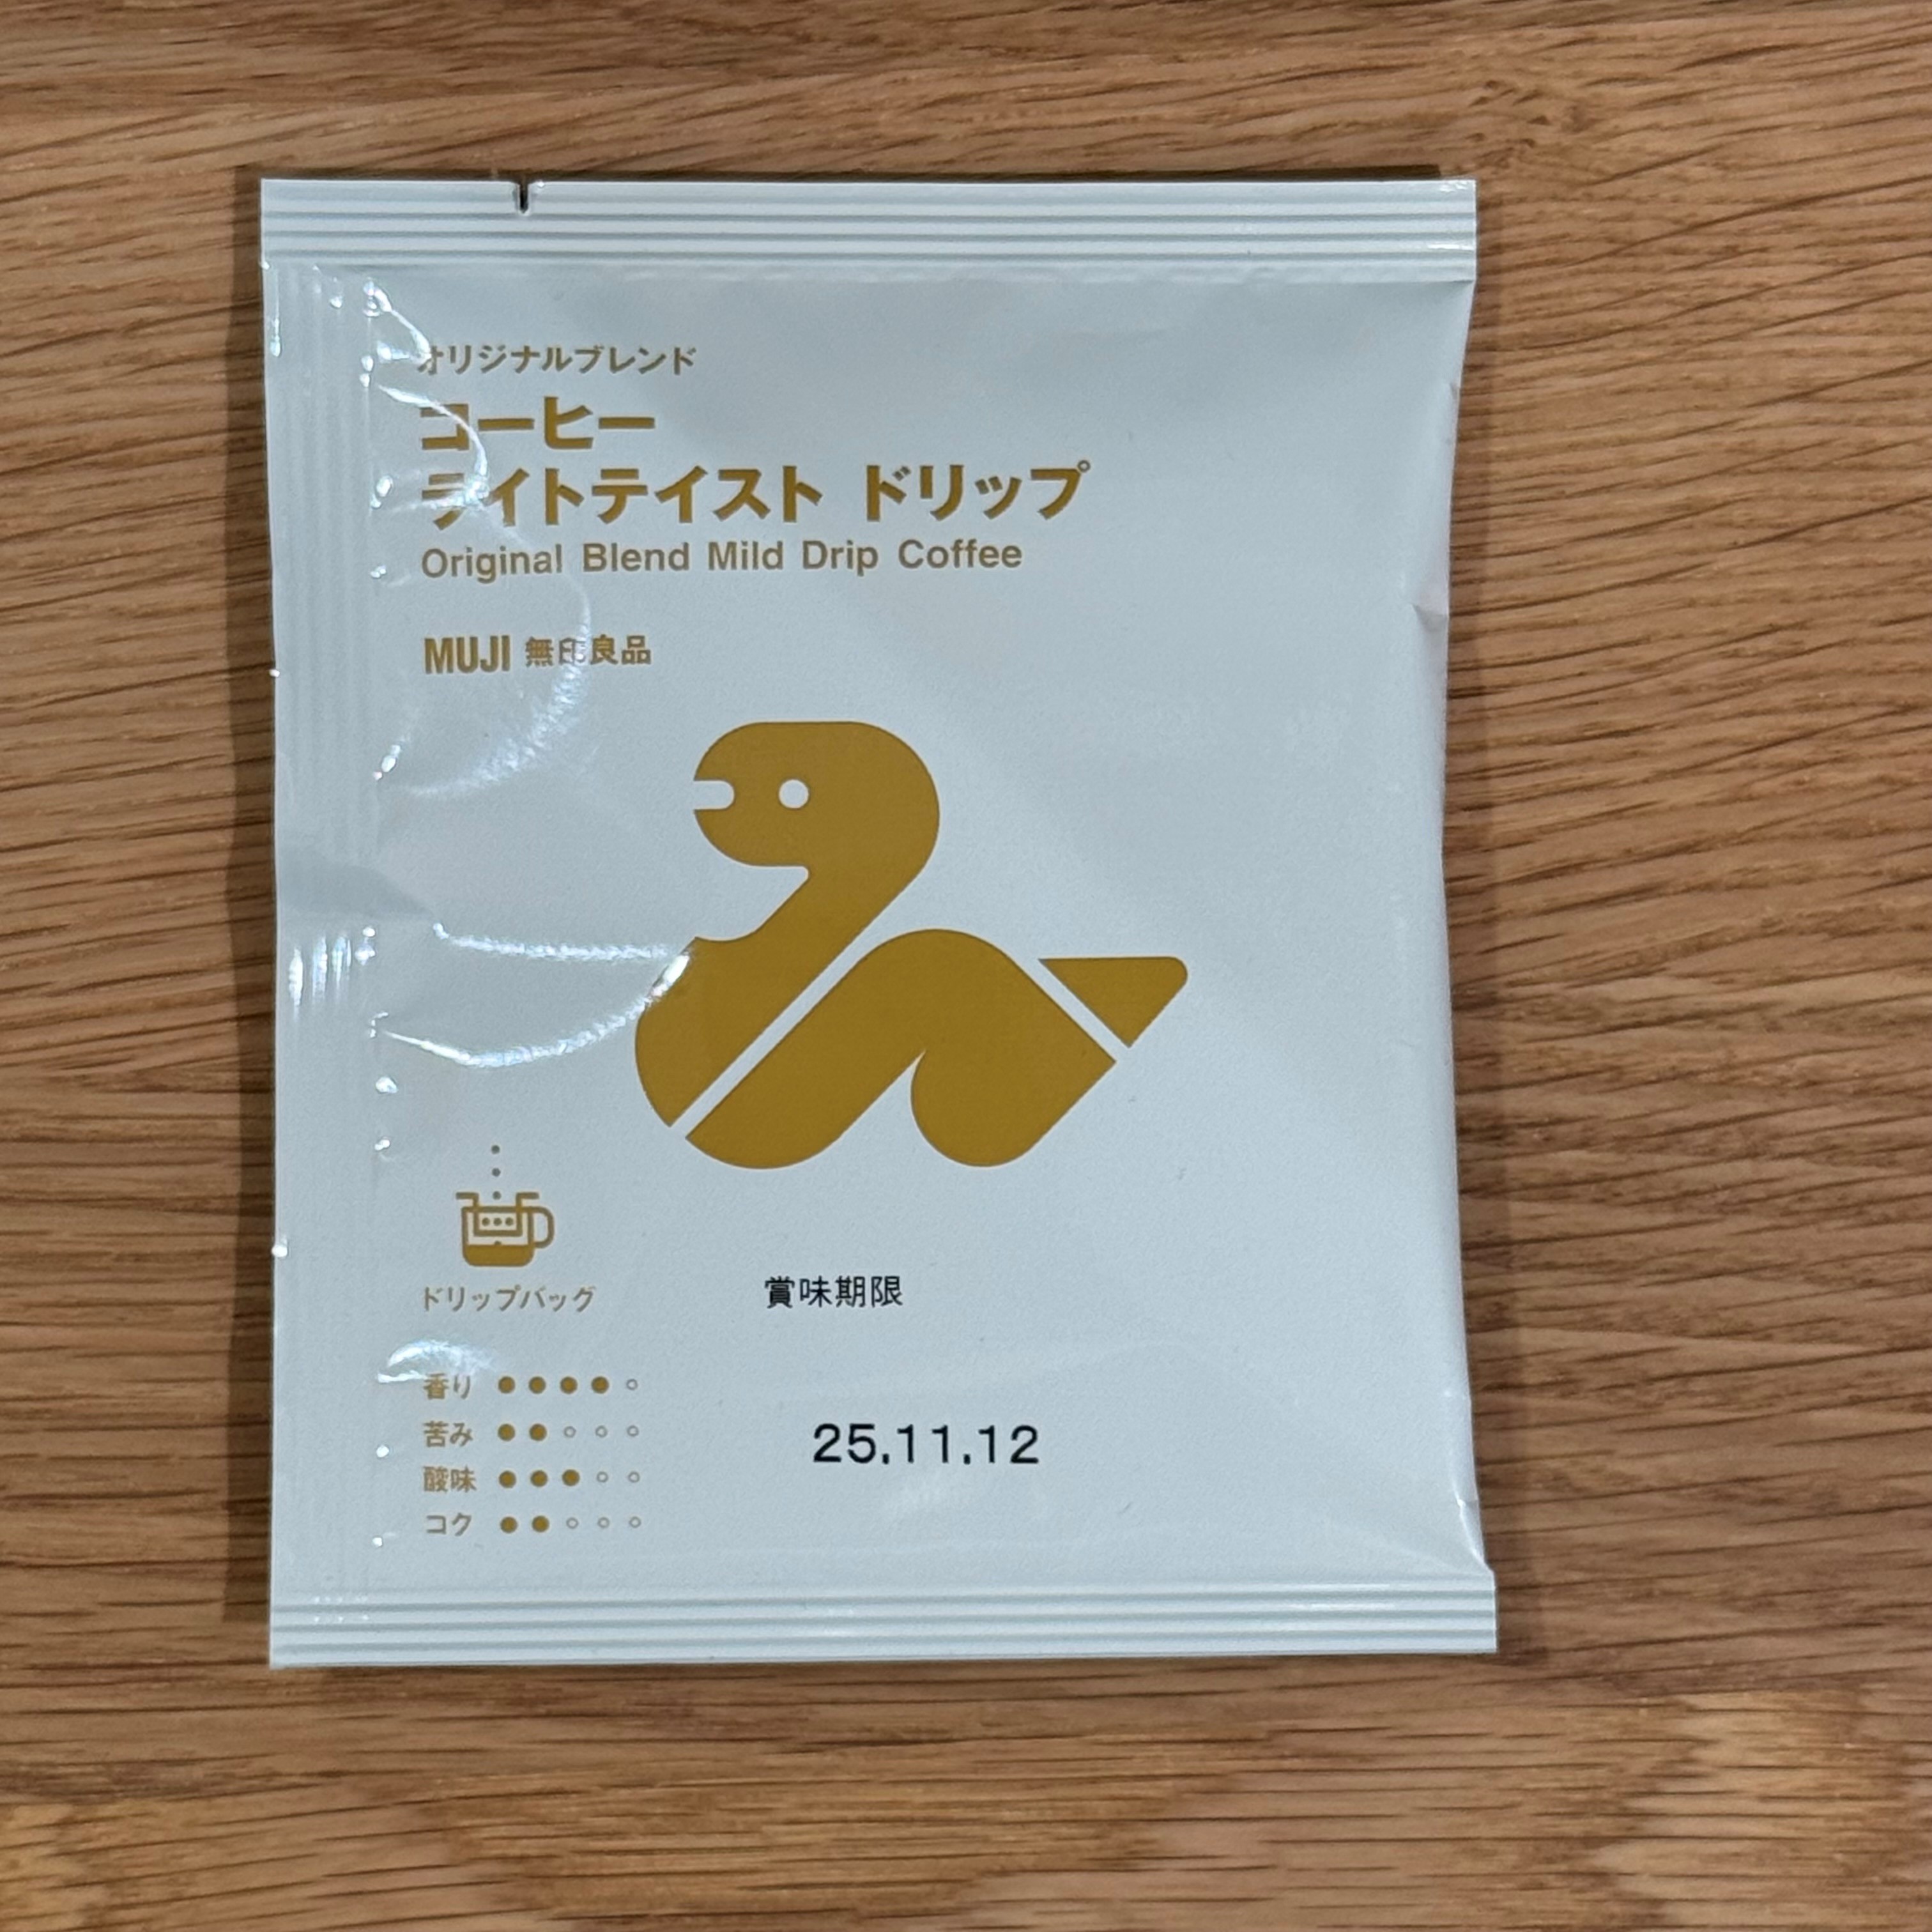 オリジナルブレンド
コーヒー
ライトテイスト ドリップ
Original Blend Mild Drip Coffee
MUJI 無印良品
ドリップバッグ
賞味期限
香り
苦み
25.11.12
酸味
コク